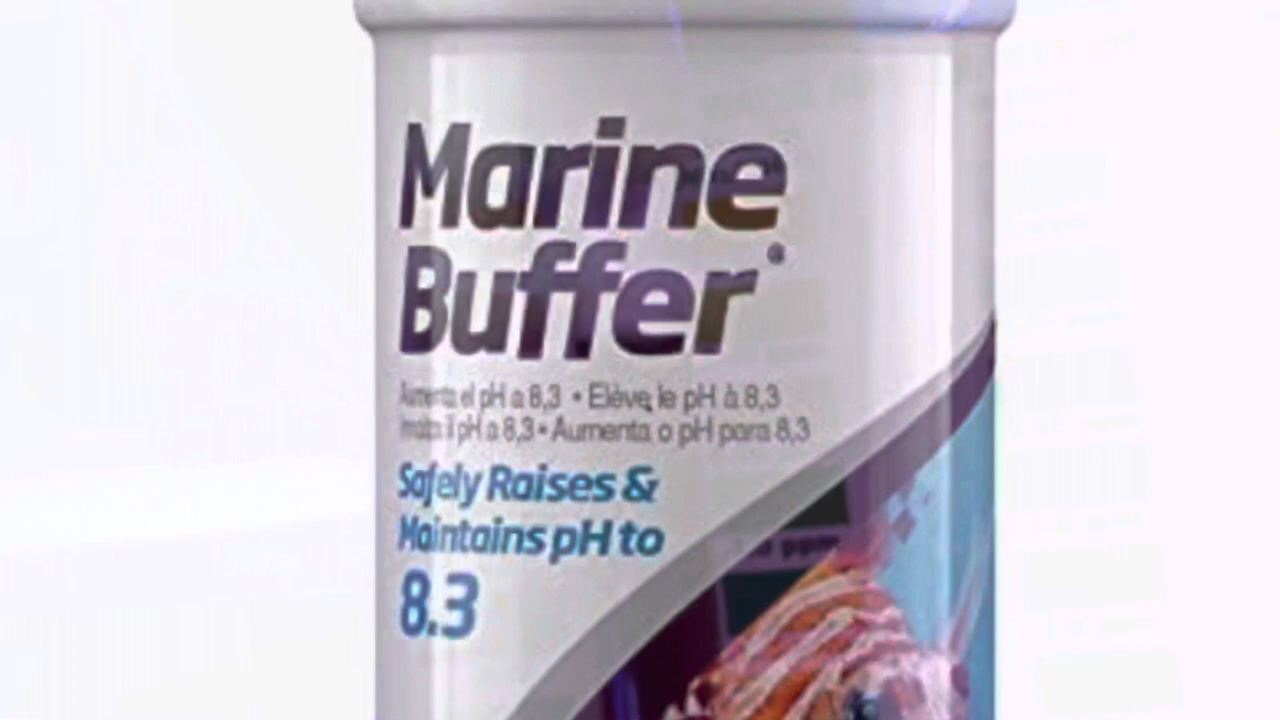 Marine
Buffer®
Aumenta el pH a 8,3 • Elève le pH à 8,3
Innalza il pH a 8,3 • Aumenta o pH para 8,3
Safely Raises &
Maintains pH to
8.3
ppm